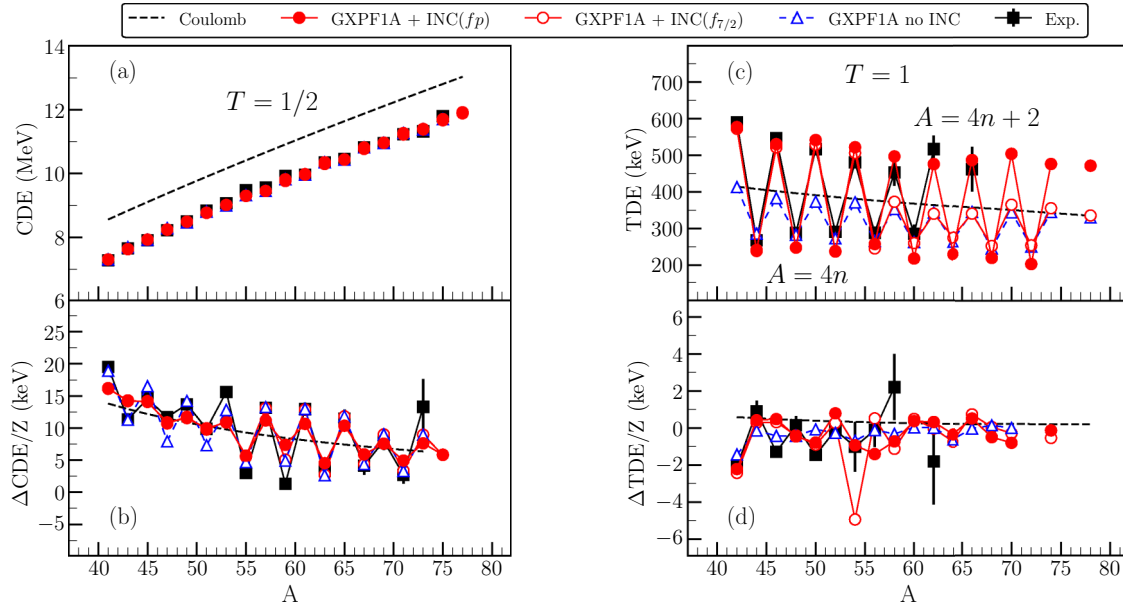 Coulomb GXPF1A + INC(fp) GXPF1A + INC(f7/2) GXPF1A no INC Exp.
(a)
T = 1/2
CDE (MeV)
14
12
10
8
6
(b)
ΔCDE/Z (keV)
25
20
15
10
5
0
−5
40 45 50 55 60 65 70 75 80
A
(c)
T = 1
A = 4n + 2
A = 4n
TDE (keV)
700
600
500
400
300
200
(d)
ΔTDE/Z (keV)
6
4
2
0
−2
−4
−6
40 45 50 55 60 65 70 75 80
A